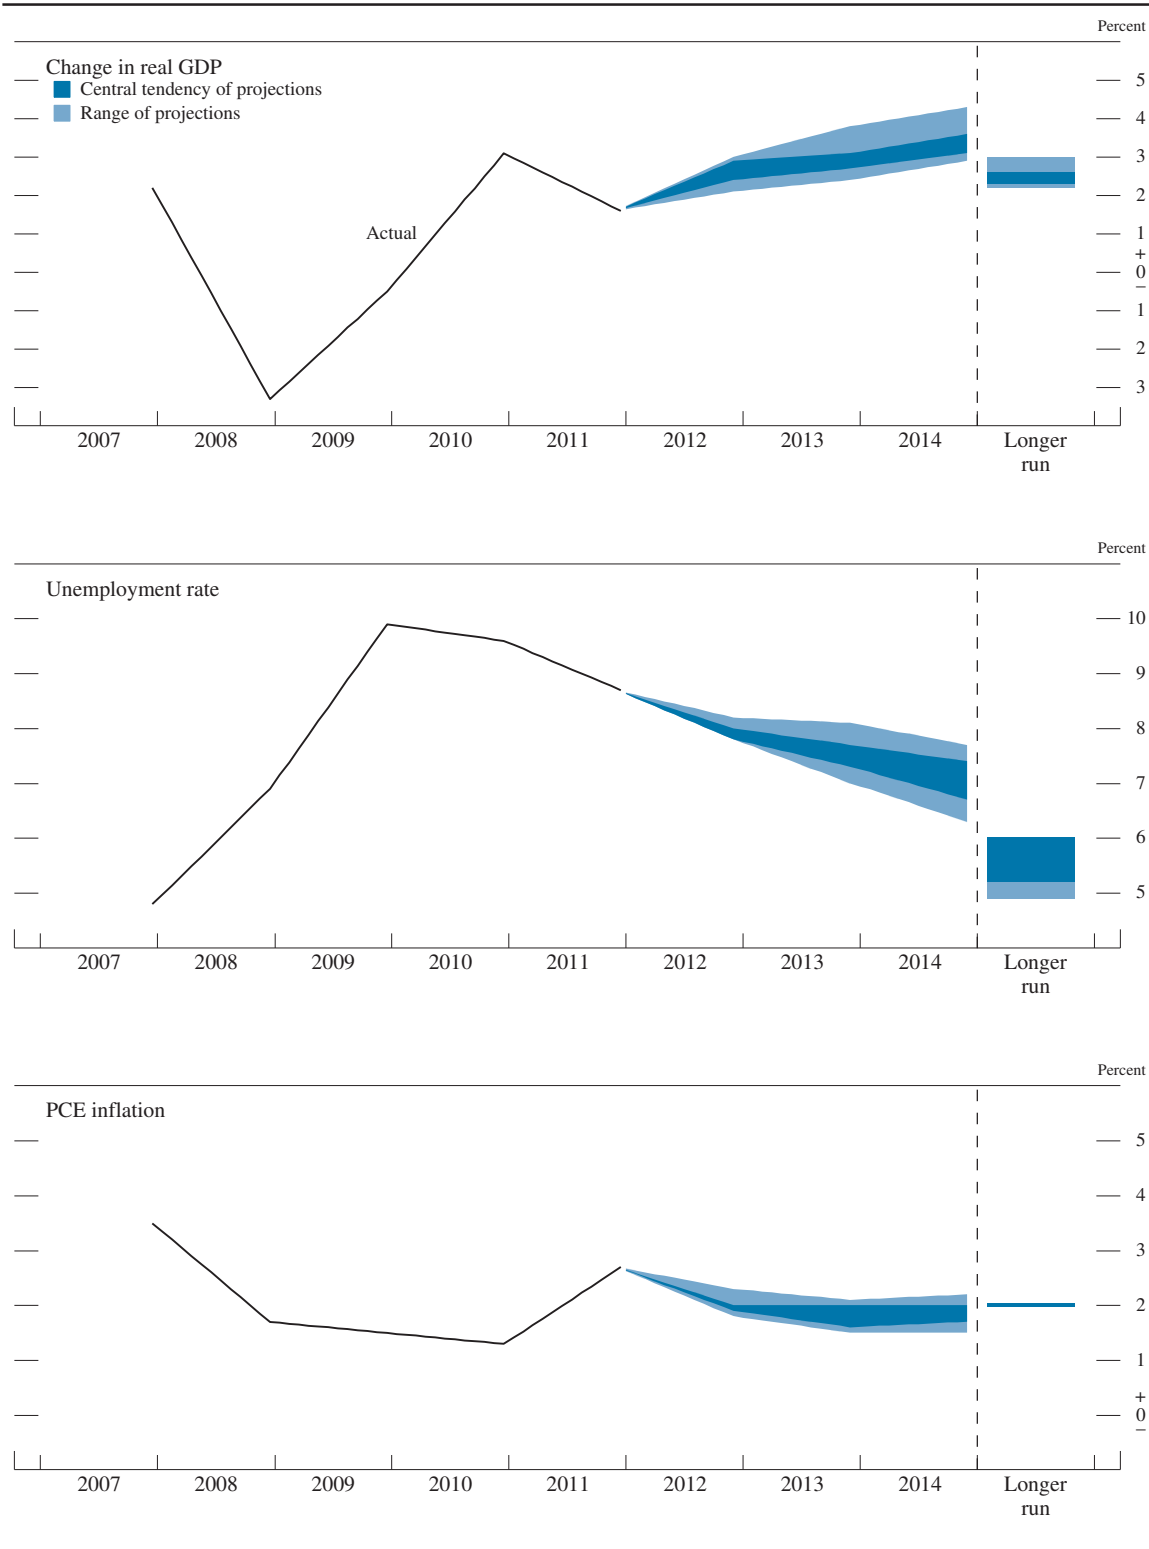 Percent
Change in real GDP
Central tendency of projections
Range of projections
Actual
5
4
3
2
1
+
0
–
1
2
3
2007 2008 2009 2010 2011 2012 2013 2014 Longer
run
Percent
Unemployment rate
10
9
8
7
6
5
2007 2008 2009 2010 2011 2012 2013 2014 Longer
run
Percent
PCE inflation
5
4
3
2
1
+
0
–
2007 2008 2009 2010 2011 2012 2013 2014 Longer
run